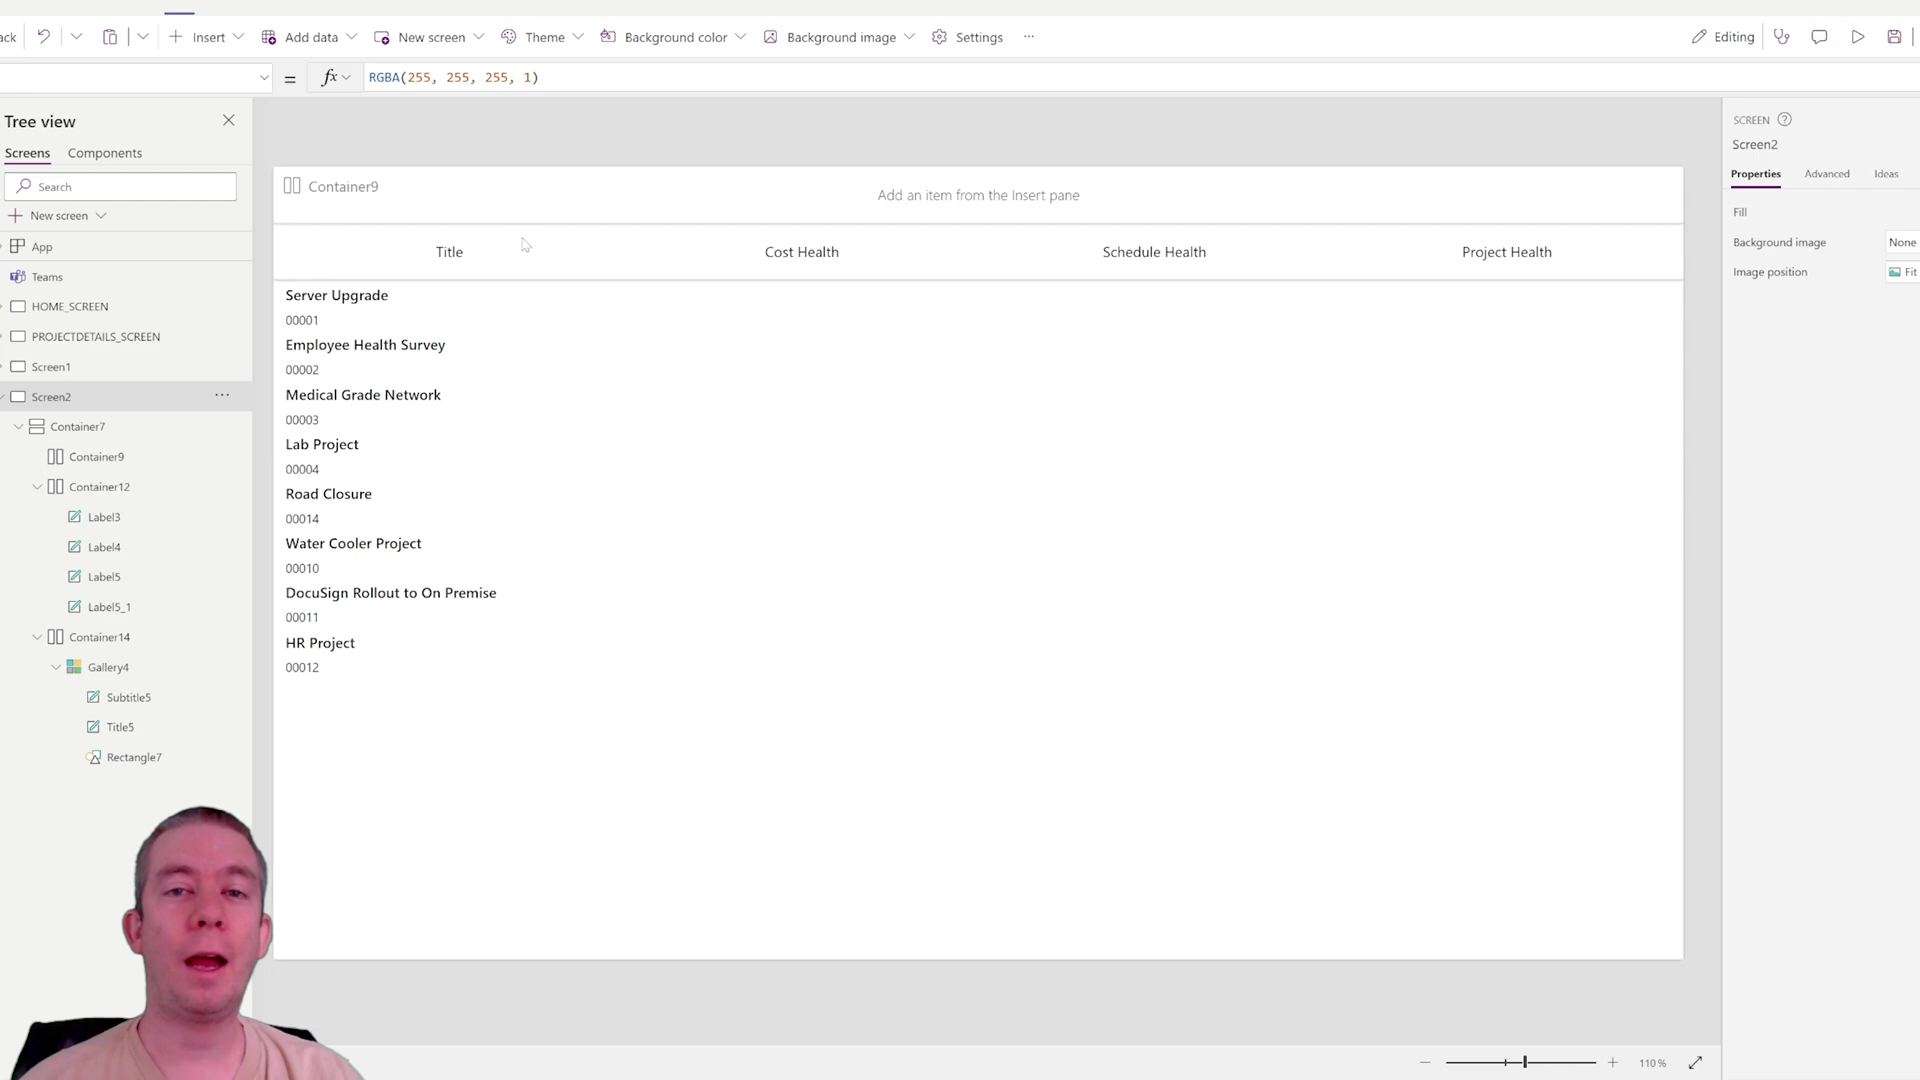 ack
Insert
Add data
New screen
Theme
Background color
Background image
Settings
Editing
=
fx
RGBA(255, 255, 255, 1)
Tree view
Screens
Components
Search
New screen
App
Teams
HOME_SCREEN
PROJECTDETAILS_SCREEN
Screen1
Screen2
Container7
Container9
Container12
Label3
Label4
Label5
Label5_1
Container14
Gallery4
Subtitle5
Title5
Rectangle7
Container9
Add an item from the Insert pane
Title
Cost Health
Schedule Health
Project Health
Server Upgrade
00001
Employee Health Survey
00002
Medical Grade Network
00003
Lab Project
00004
Road Closure
00014
Water Cooler Project
00010
DocuSign Rollout to On Premise
00011
HR Project
00012
SCREEN
Screen2
Properties
Advanced
Ideas
Fill
Background image
None
Image position
Fit
110 %